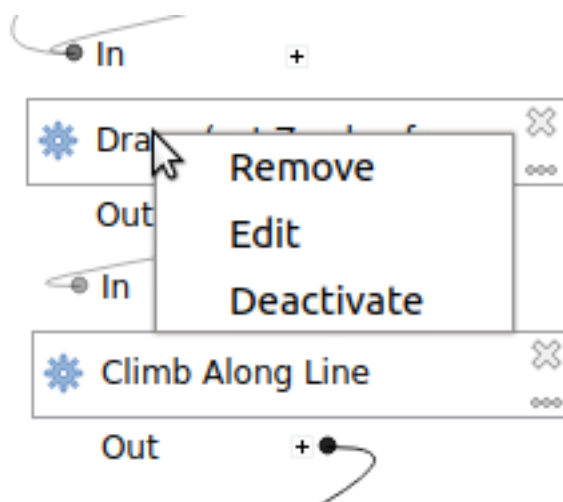 In +
Remove
Edit
Out
In
Deactivate
Climb Along Line
Out +